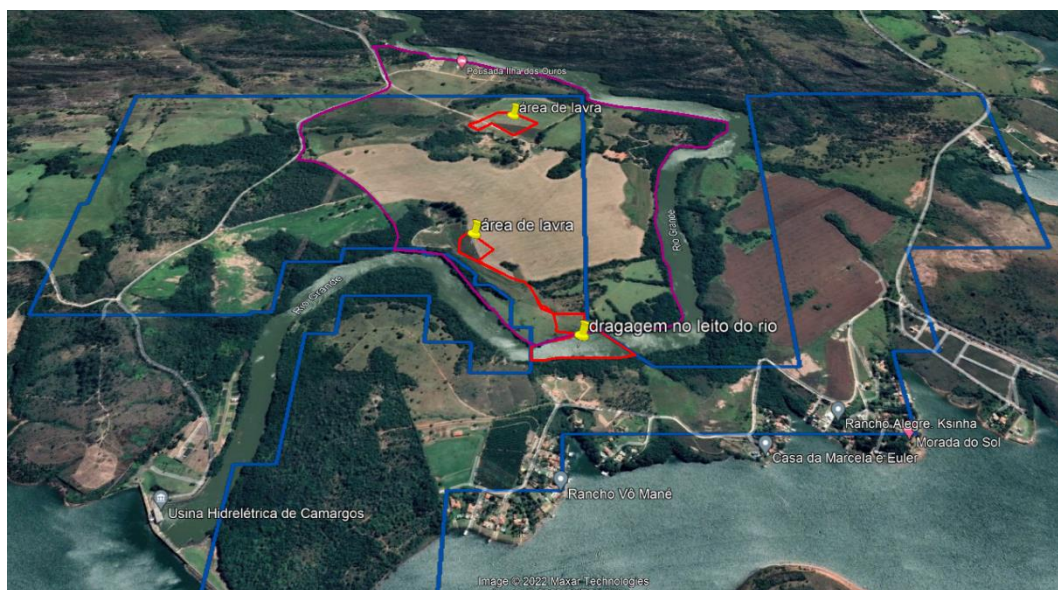 Pousada Ilha dos Ouros
área de lavra
área de lavra
Rio Grande
Rio Grande
dragagem no leito do rio
Rancho Alegre. Ksinha
Morada do Sol
Casa da Marcela e Euler
Rancho Vô Mané
Usina Hidrelétrica de Camargos
Image © 2022 Maxar Technologies